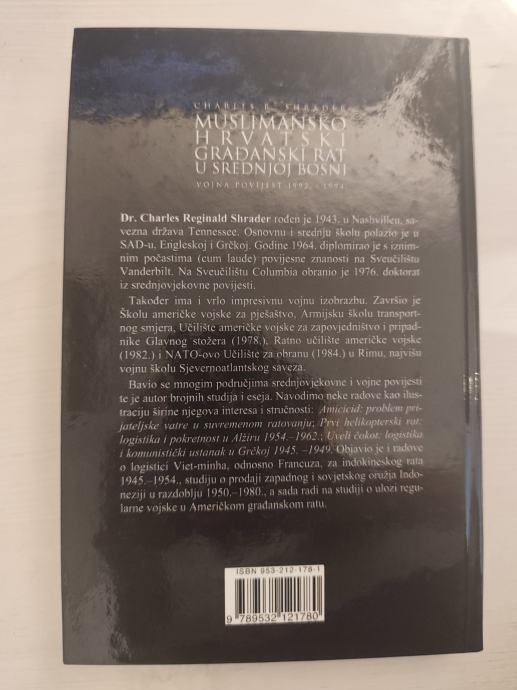 CHARLES R. SHRADER
MUSLIMANSKO
HRVATSKI
GRAĐANSKI RAT
U SREDNJOJ BOSNI
VOJNA POVIJEST 1992. - 1994.
Dr. Charles Reginald Shrader rođen je 1943. u Nashvilleu, sa-
vezna država Tennessee. Osnovnu i srednju školu polazio je u
SAD-u, Engleskoj i Grčkoj. Godine 1964. diplomirao je s iznim-
nim počastima (cum laude) povijesne znanosti na Sveučilištu
Vanderbilt. Na Sveučilištu Columbia obranio je 1976. doktorat
iz srednjovjekovne povijesti.
Također ima i vrlo impresivnu vojnu izobrazbu. Završio je
Školu američke vojske za pješaštvo, Armijsku školu transport-
nog smjera, Učilište američke vojske za zapovjedništvo i pripad-
nike Glavnog stožera (1978.), Ratno učilište američke vojske
(1982.) i NATO-ovo Učilište za obranu (1984.) u Rimu, najvišu
vojnu školu Sjevernoatlantskog saveza.
Bavio se mnogim područjima srednjovjekovne i vojne povijesti
te je autor brojnih studija i eseja. Navodimo neke radove kao ilus-
traciju širine njegova interesa i stručnosti: Amicicid: problem pri-
jateljske vatre u suvremenom ratovanju; Prvi helikopterski rat:
logistika i pokretnost u Alžiru 1954.–1962.; Uveli čokot: logistika
i komunistički ustanak u Grčkoj 1945. –1949. Objavio je i radove
o logistici Viet-minha, odnosno Francuza, za indokineskog rata
1945.–1954., studiju o prodaji zapadnog i sovjetskog oružja Indo-
neziji u razdoblju 1950.–1980., a sada radi na studiji o ulozi regu-
larne vojske u Američkom građanskom ratu.
ISBN 953-212-178-1
9 789532 121780